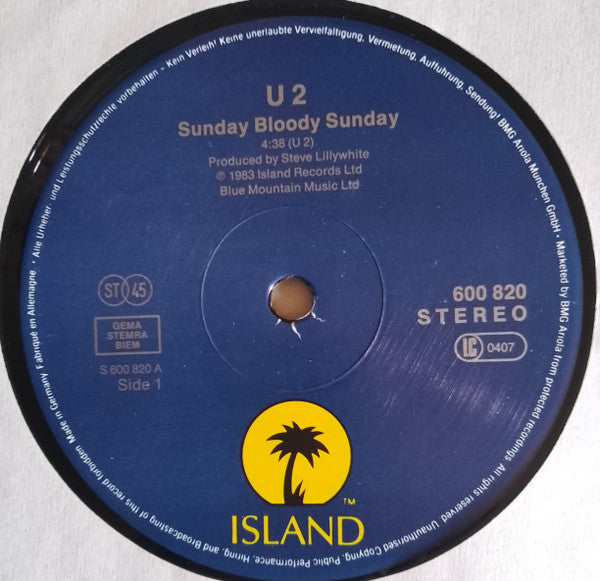 Alle Urheber- und Leistungsschutzrechte vorbehalten - Kein Verleih! Keine unerlaubte Vervielfältigung, Vermietung, Aufführung, Sendung! BMG Ariola München GmbH • Marketed by BMG Ariola
U 2
Sunday Bloody Sunday
4:38 (U 2)
Produced by Steve Lillywhite
℗ 1983 Island Records Ltd
Blue Mountain Music Ltd
ST 45
GEMA
STEMRA
BIEM
S 600 820 A
Side 1
600 820
STEREO
LC 0407
TM
ISLAND
All rights reserved. Unauthorised Copying, Public Performance, Hiring, and Broadcasting of this record forbidden Made in Germany Fabriqué en Allemagne